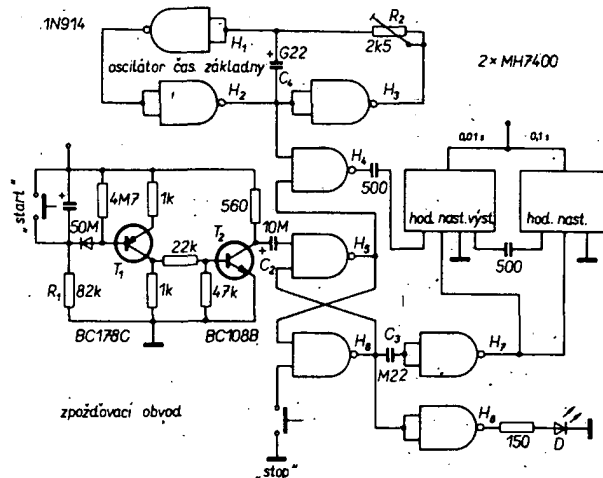 1N914
H₁
R₂
2k5
+
G22
C₄
oscilátor čas. základny
H₂
H₃
2×MH7400
0,01s
0,1s
H₄
500
hod. nast. výst.
hod. nast.
500
"start"
+
50M
4M7
1k
T₁
22k
T₂
560
10M
+
C₂
H₅
R₁
82k
1k
47k
BC178C
BC108B
H₆
C₃
M22
H₇
zpožďovací obvod
"stop"
H₈
150
D